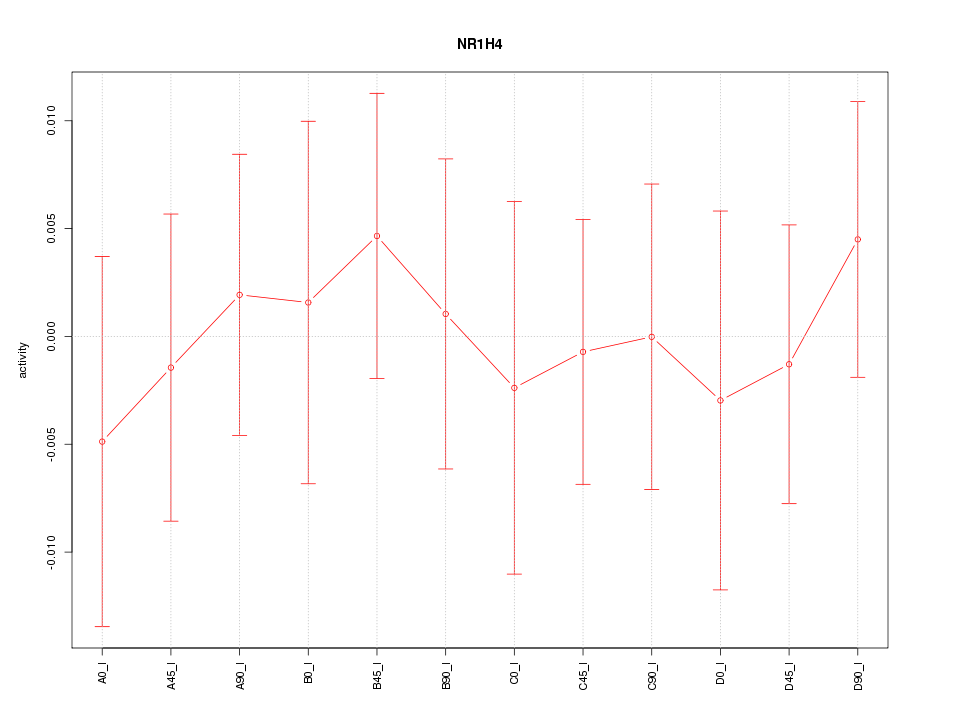 NR1H4
activity
0.010
0.005
0.000
-0.005
-0.010
A0_I
A45_I
A90_I
B0_I
B45_I
B90_I
C0_I
C45_I
C90_I
D0_I
D45_I
D90_I